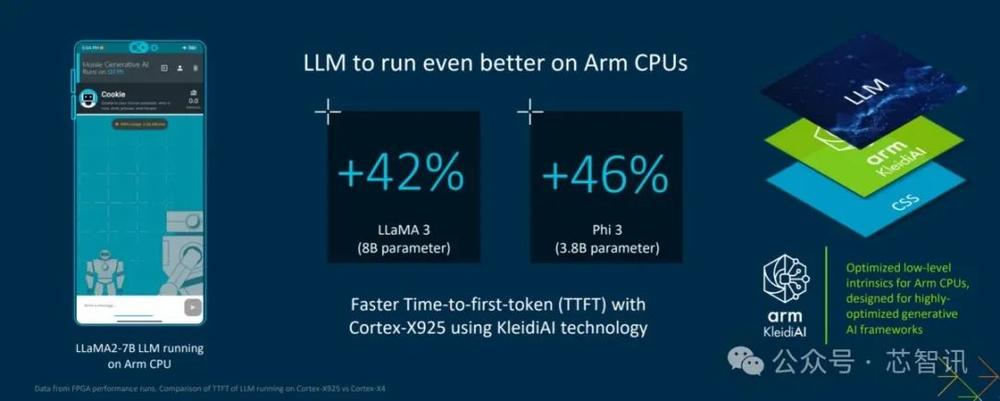 LLM to run even better on Arm CPUs
Mobile Generative AI
Runs on
Cookie
0.0
+42%
LLaMA 3
(8B parameter)
+46%
Phi 3
(3.8B parameter)
Faster Time-to-first-token (TTFT) with
Cortex-X925 using KleidiAI technology
LLaMA2-7B LLM running
on Arm CPU
LLM
arm
KleidiAI
CSS
arm
KleidiAI
Optimized low-level
intrinsics for Arm CPUs,
designed for highly-
optimized generative
AI frameworks
公众号 · 芯智讯
Data from FPGA performance runs. Comparison of TTFT of LLM running on Cortex-X925 vs Cortex-X4